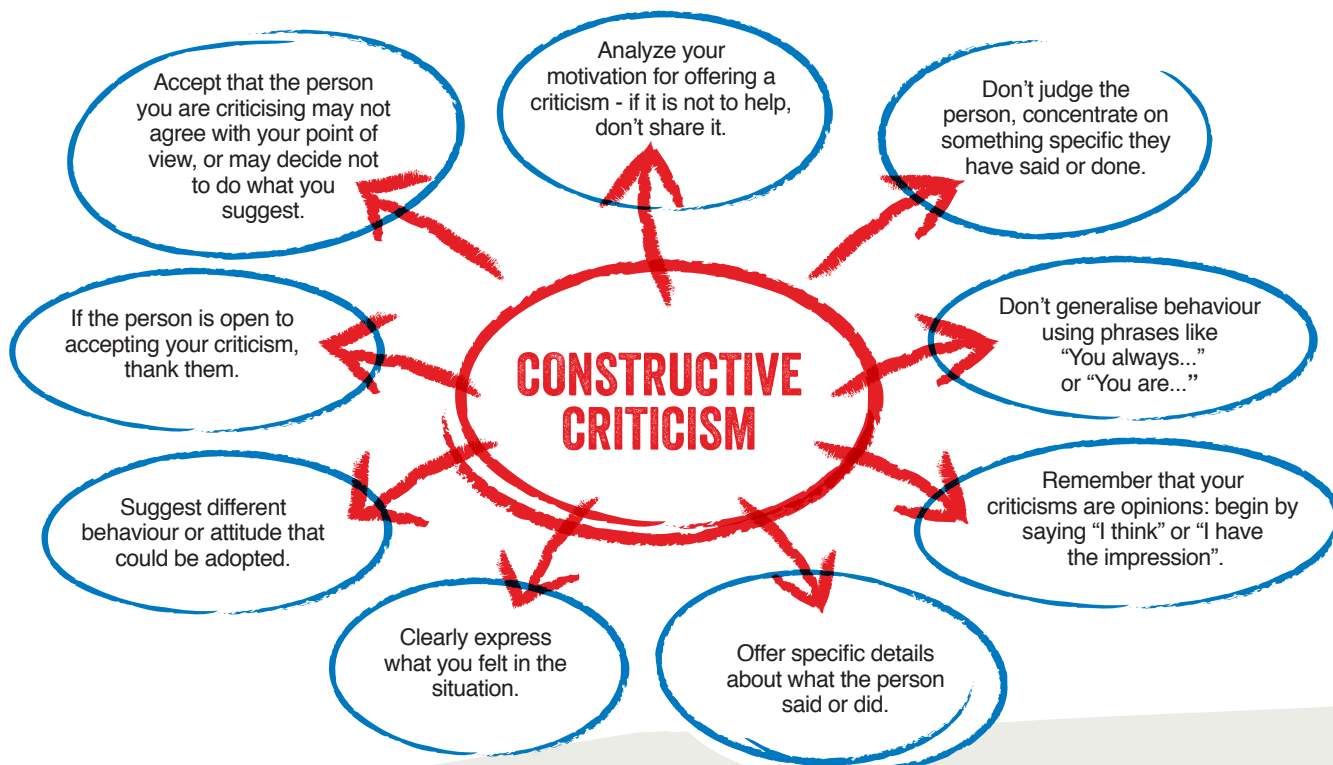 CONSTRUCTIVE
CRITICISM
Analyze your
motivation for offering a
criticism - if it is not to help,
don’t share it.
Don’t judge the
person, concentrate on
something specific they
have said or done.
Don’t generalise behaviour
using phrases like
“You always...”
or “You are...”
Remember that your
criticisms are opinions: begin by
saying “I think” or “I have
the impression”.
Offer specific details
about what the person
said or did.
Clearly express
what you felt in the
situation.
Suggest different
behaviour or attitude that
could be adopted.
If the person is open to
accepting your criticism,
thank them.
Accept that the person
you are criticising may not
agree with your point of
view, or may decide not
to do what you
suggest.